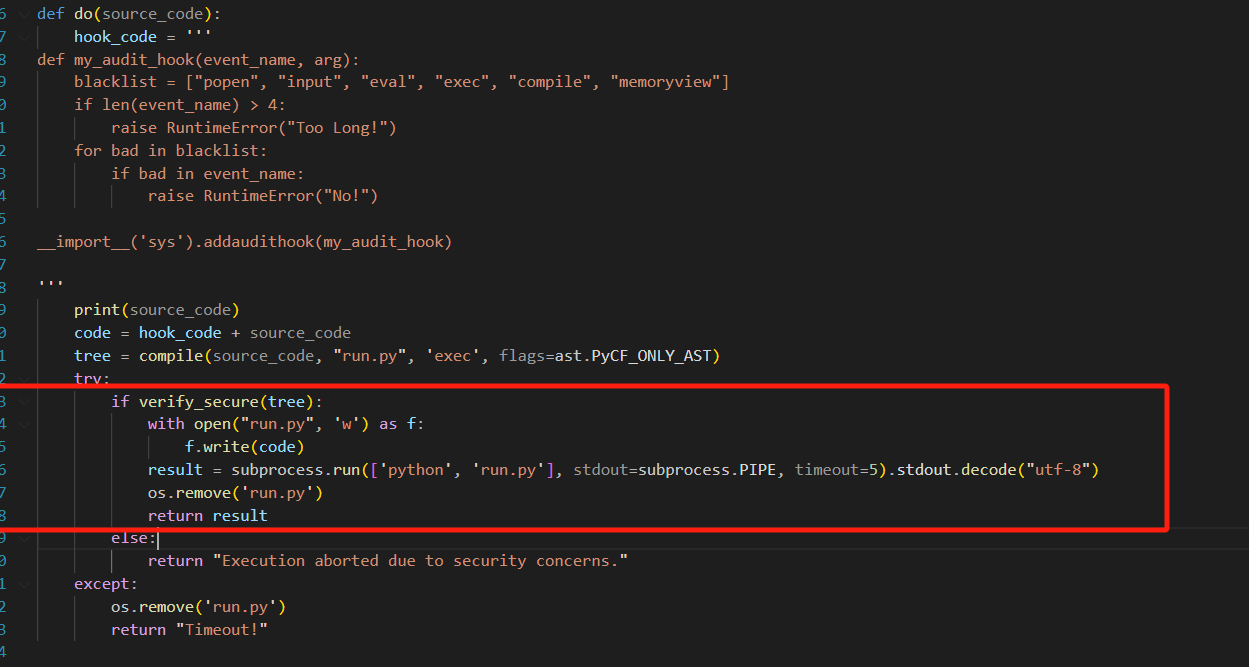 6 def do(source_code):
7     hook_code = '''
8 def my_audit_hook(event_name, arg):
9     blacklist = ["popen", "input", "eval", "exec", "compile", "memoryview"]
0     if len(event_name) > 4:
1         raise RuntimeError("Too Long!")
2     for bad in blacklist:
3         if bad in event_name:
4             raise RuntimeError("No!")
5
6 __import__('sys').addaudithook(my_audit_hook)
7
8 '''
9     print(source_code)
0     code = hook_code + source_code
1     tree = compile(source_code, "run.py", 'exec', flags=ast.PyCF_ONLY_AST)
2     try:
3         if verify_secure(tree):
4             with open("run.py", 'w') as f:
5                 f.write(code)
6             result = subprocess.run(['python', 'run.py'], stdout=subprocess.PIPE, timeout=5).stdout.decode("utf-8")
7             os.remove('run.py')
8             return result
9         else:
0             return "Execution aborted due to security concerns."
1     except:
2         os.remove('run.py')
3         return "Timeout!"
4